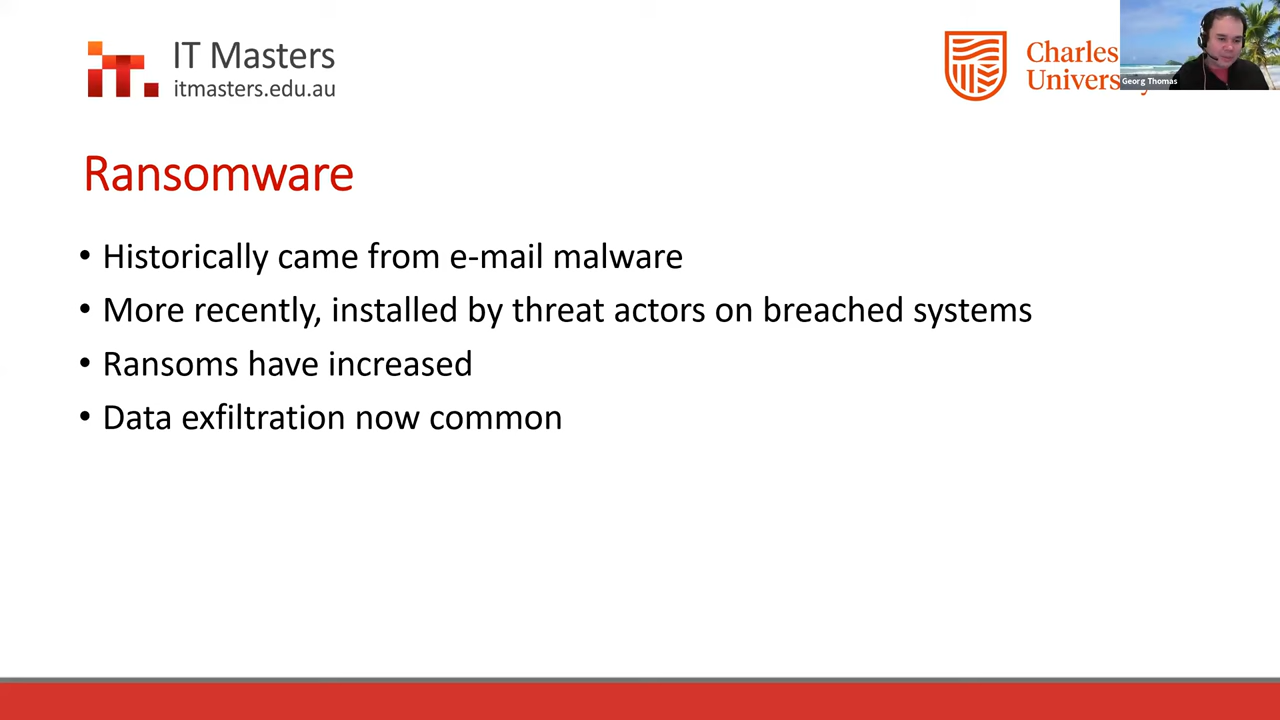 IT Masters
itmasters.edu.au
Charles
Univers
Georg Thomas
Ransomware
• Historically came from e-mail malware
• More recently, installed by threat actors on breached systems
• Ransoms have increased
• Data exfiltration now common